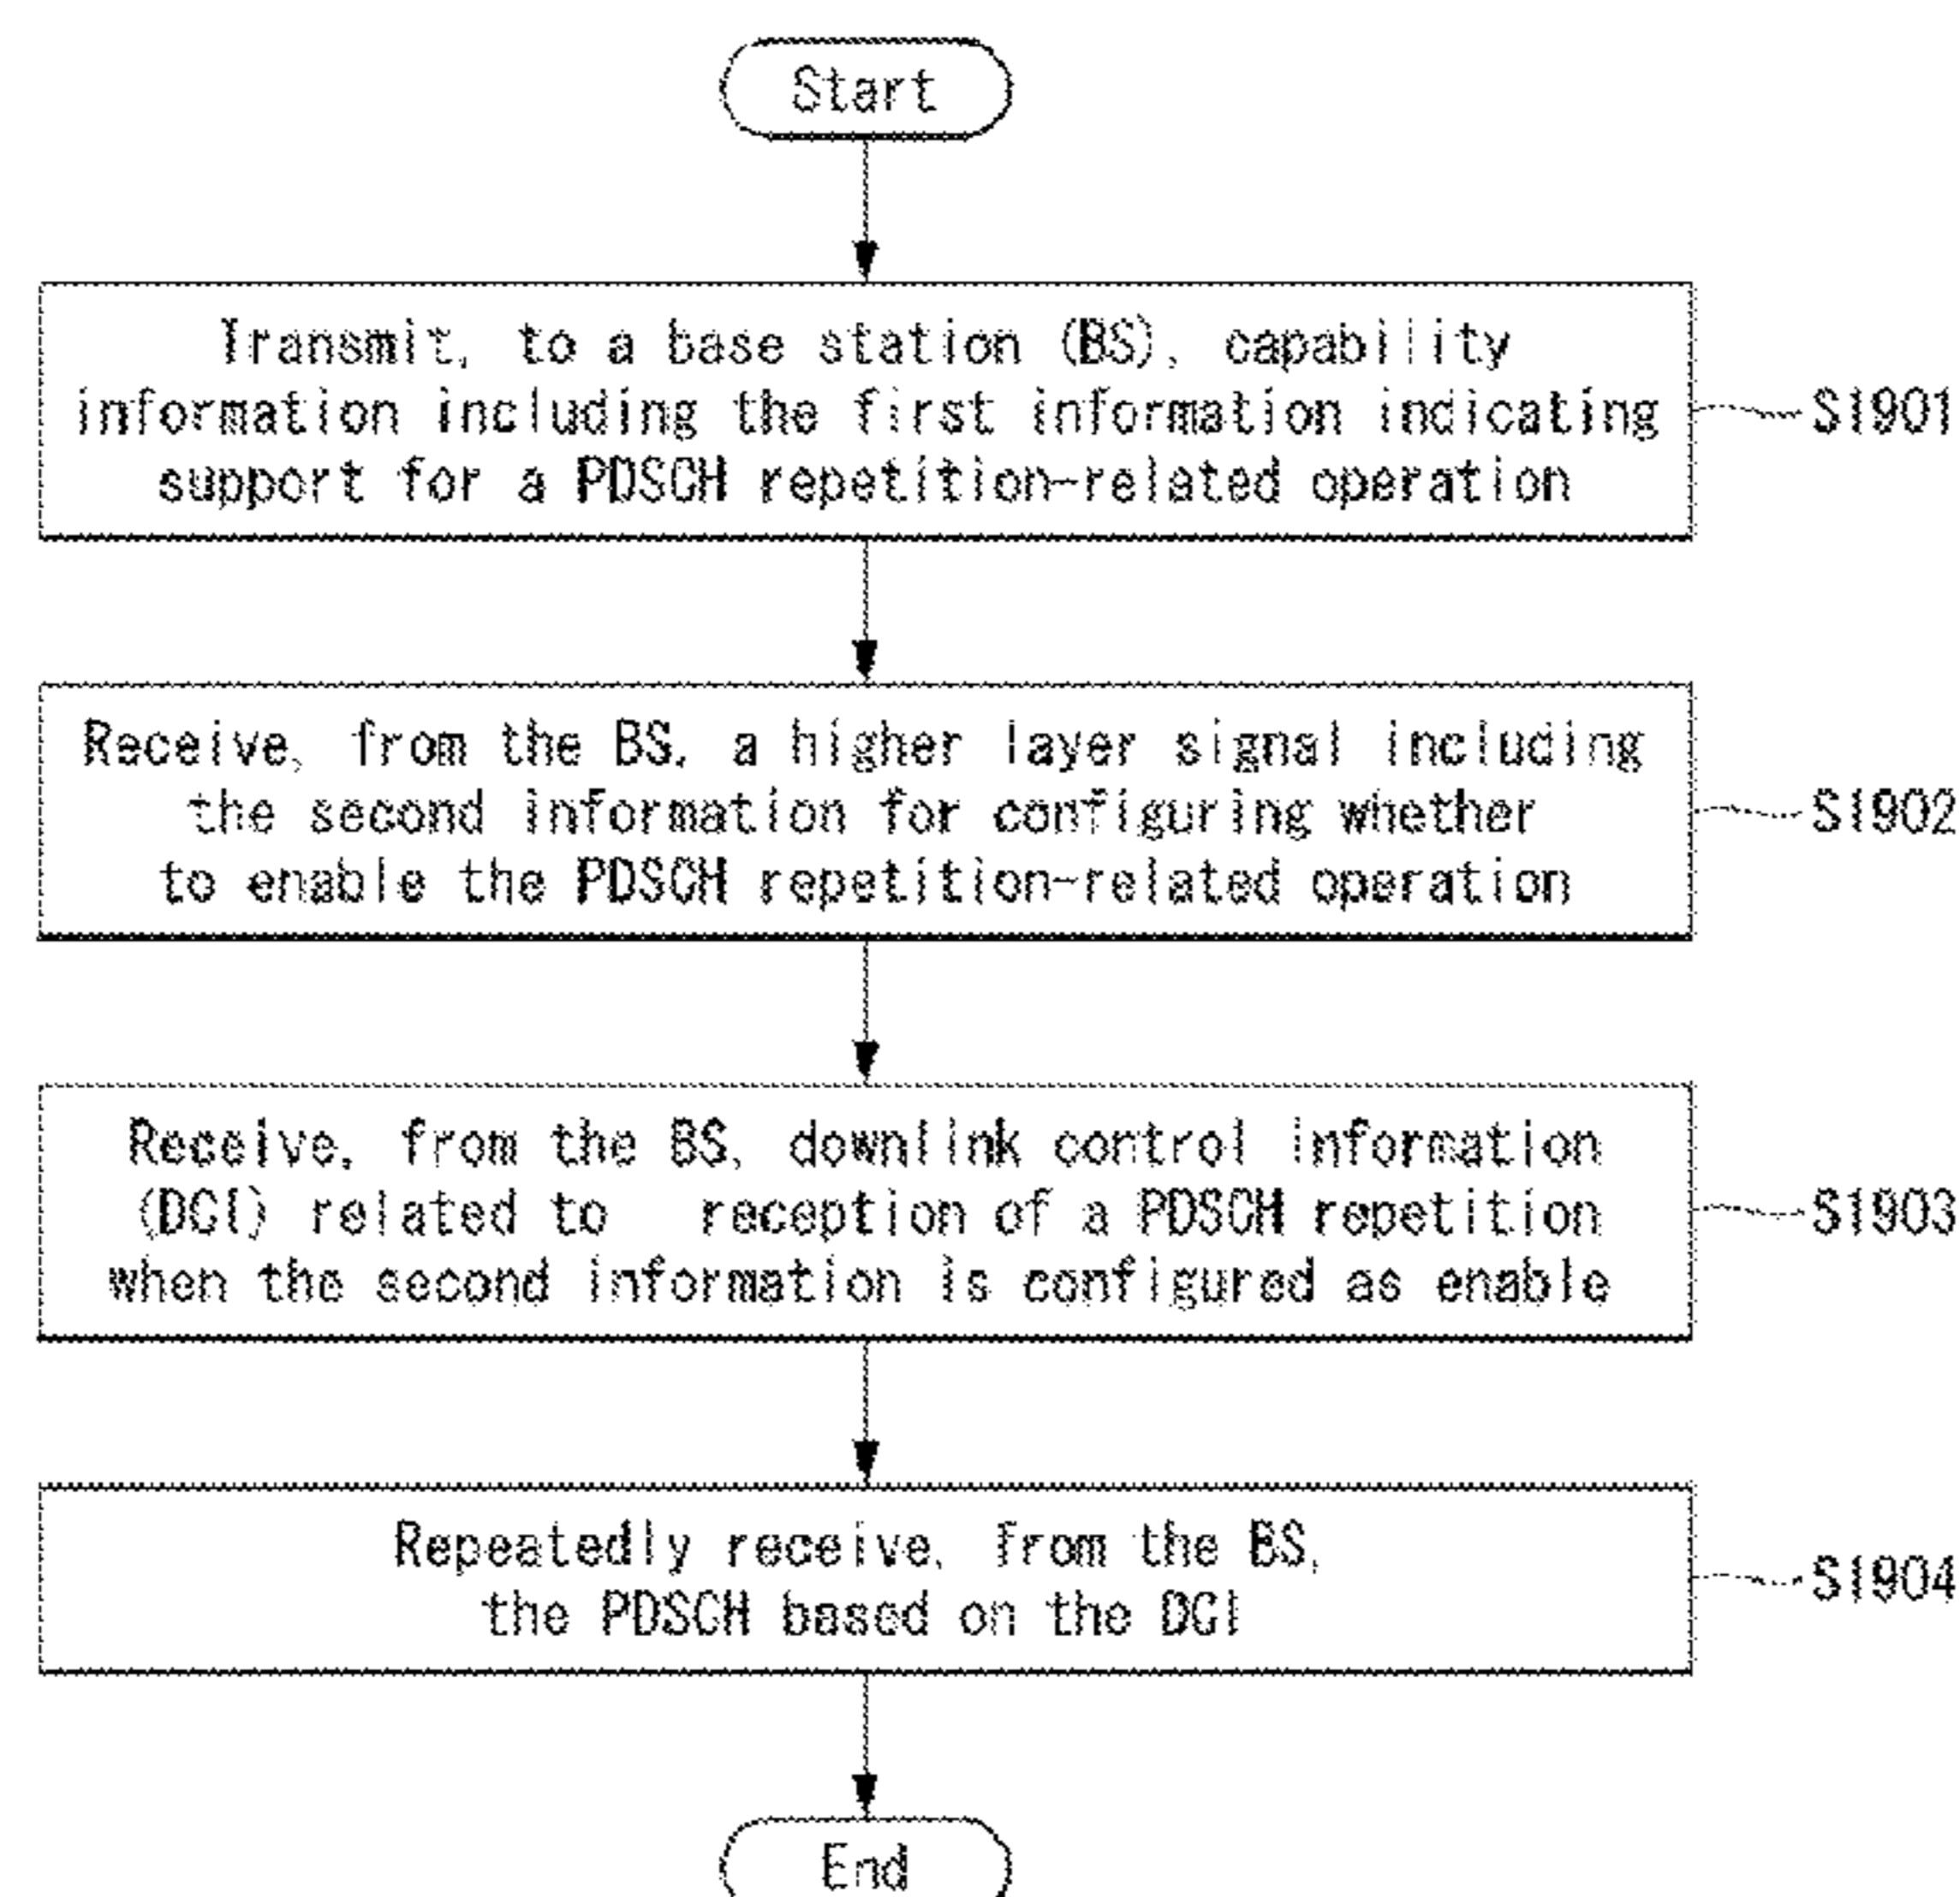 Start
Transmit, to a base station (BS), capability
information including the first information indicating
support for a PDSCH repetition-related operation
S1901
Receive, from the BS, a higher layer signal including
the second information for configuring whether
to enable the PDSCH repetition-related operation
S1902
Receive, from the BS, downlink control information
(DCI) related to reception of a PDSCH repetition
when the second information is configured as enable
S1903
Repeatedly receive, from the BS,
the PDSCH based on the DCI
S1904
End